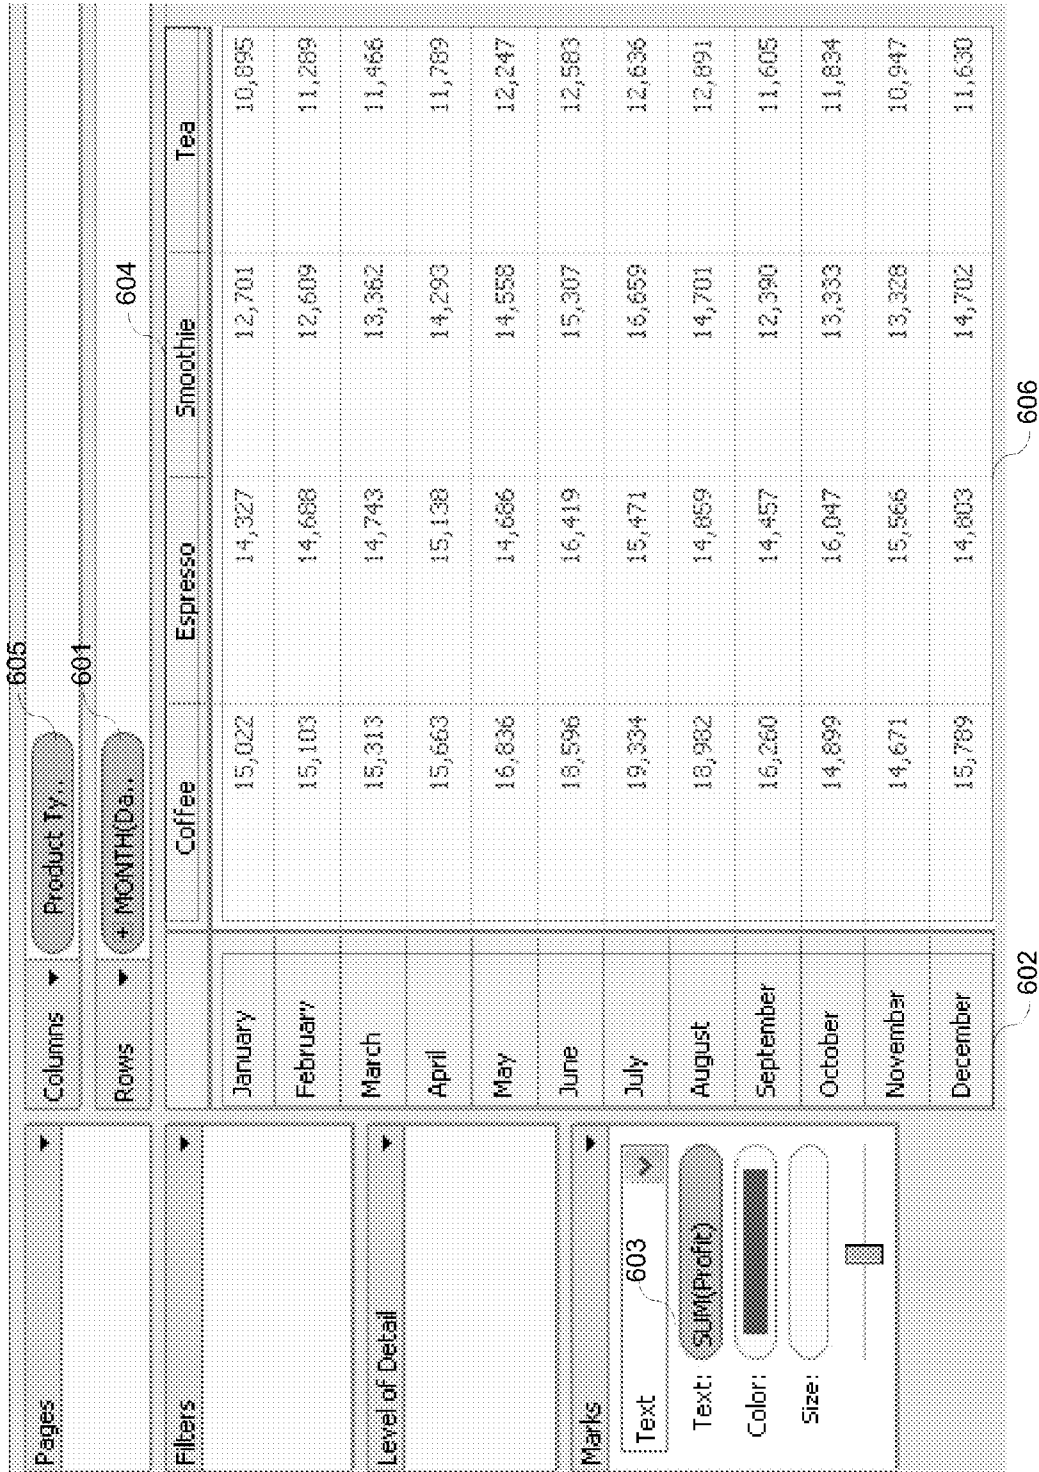 Pages
Filters
Level of Detail
Marks
Text
603
Text: SUM(Profit)
Color:
Size:
Columns Product Ty..
605
Rows + MONTH(Da..
601
604
Coffee Espresso Smoothie Tea
January 15,022 14,327 12,701 10,895
February 15,103 14,688 12,609 11,289
March 15,313 14,743 13,362 11,466
April 15,663 15,138 14,293 11,789
May 16,836 14,686 14,558 12,247
June 18,596 16,419 15,307 12,583
July 19,334 15,471 16,659 12,636
August 18,982 14,859 14,701 12,891
September 16,260 14,457 12,390 11,605
October 14,899 16,047 13,333 11,834
November 14,671 15,566 13,328 10,947
December 15,789 14,803 14,702 11,630
602
606